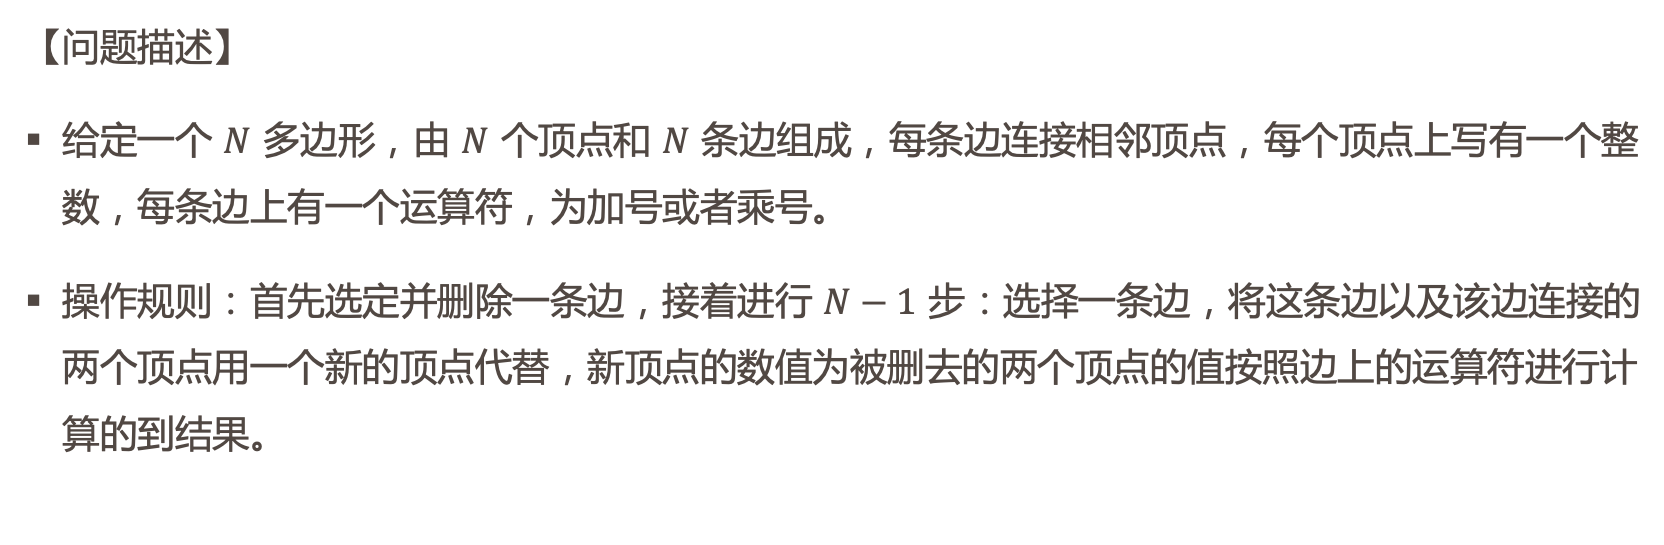 【问题描述】
▪ 给定一个 N 多边形，由 N 个顶点和 N 条边组成，每条边连接相邻顶点，每个顶点上写有一个整
数，每条边上有一个运算符，为加号或者乘号。
▪ 操作规则：首先选定并删除一条边，接着进行 N − 1 步：选择一条边，将这条边以及该边连接的
两个顶点用一个新的顶点代替，新顶点的数值为被删去的两个顶点的值按照边上的运算符进行计
算的到结果。